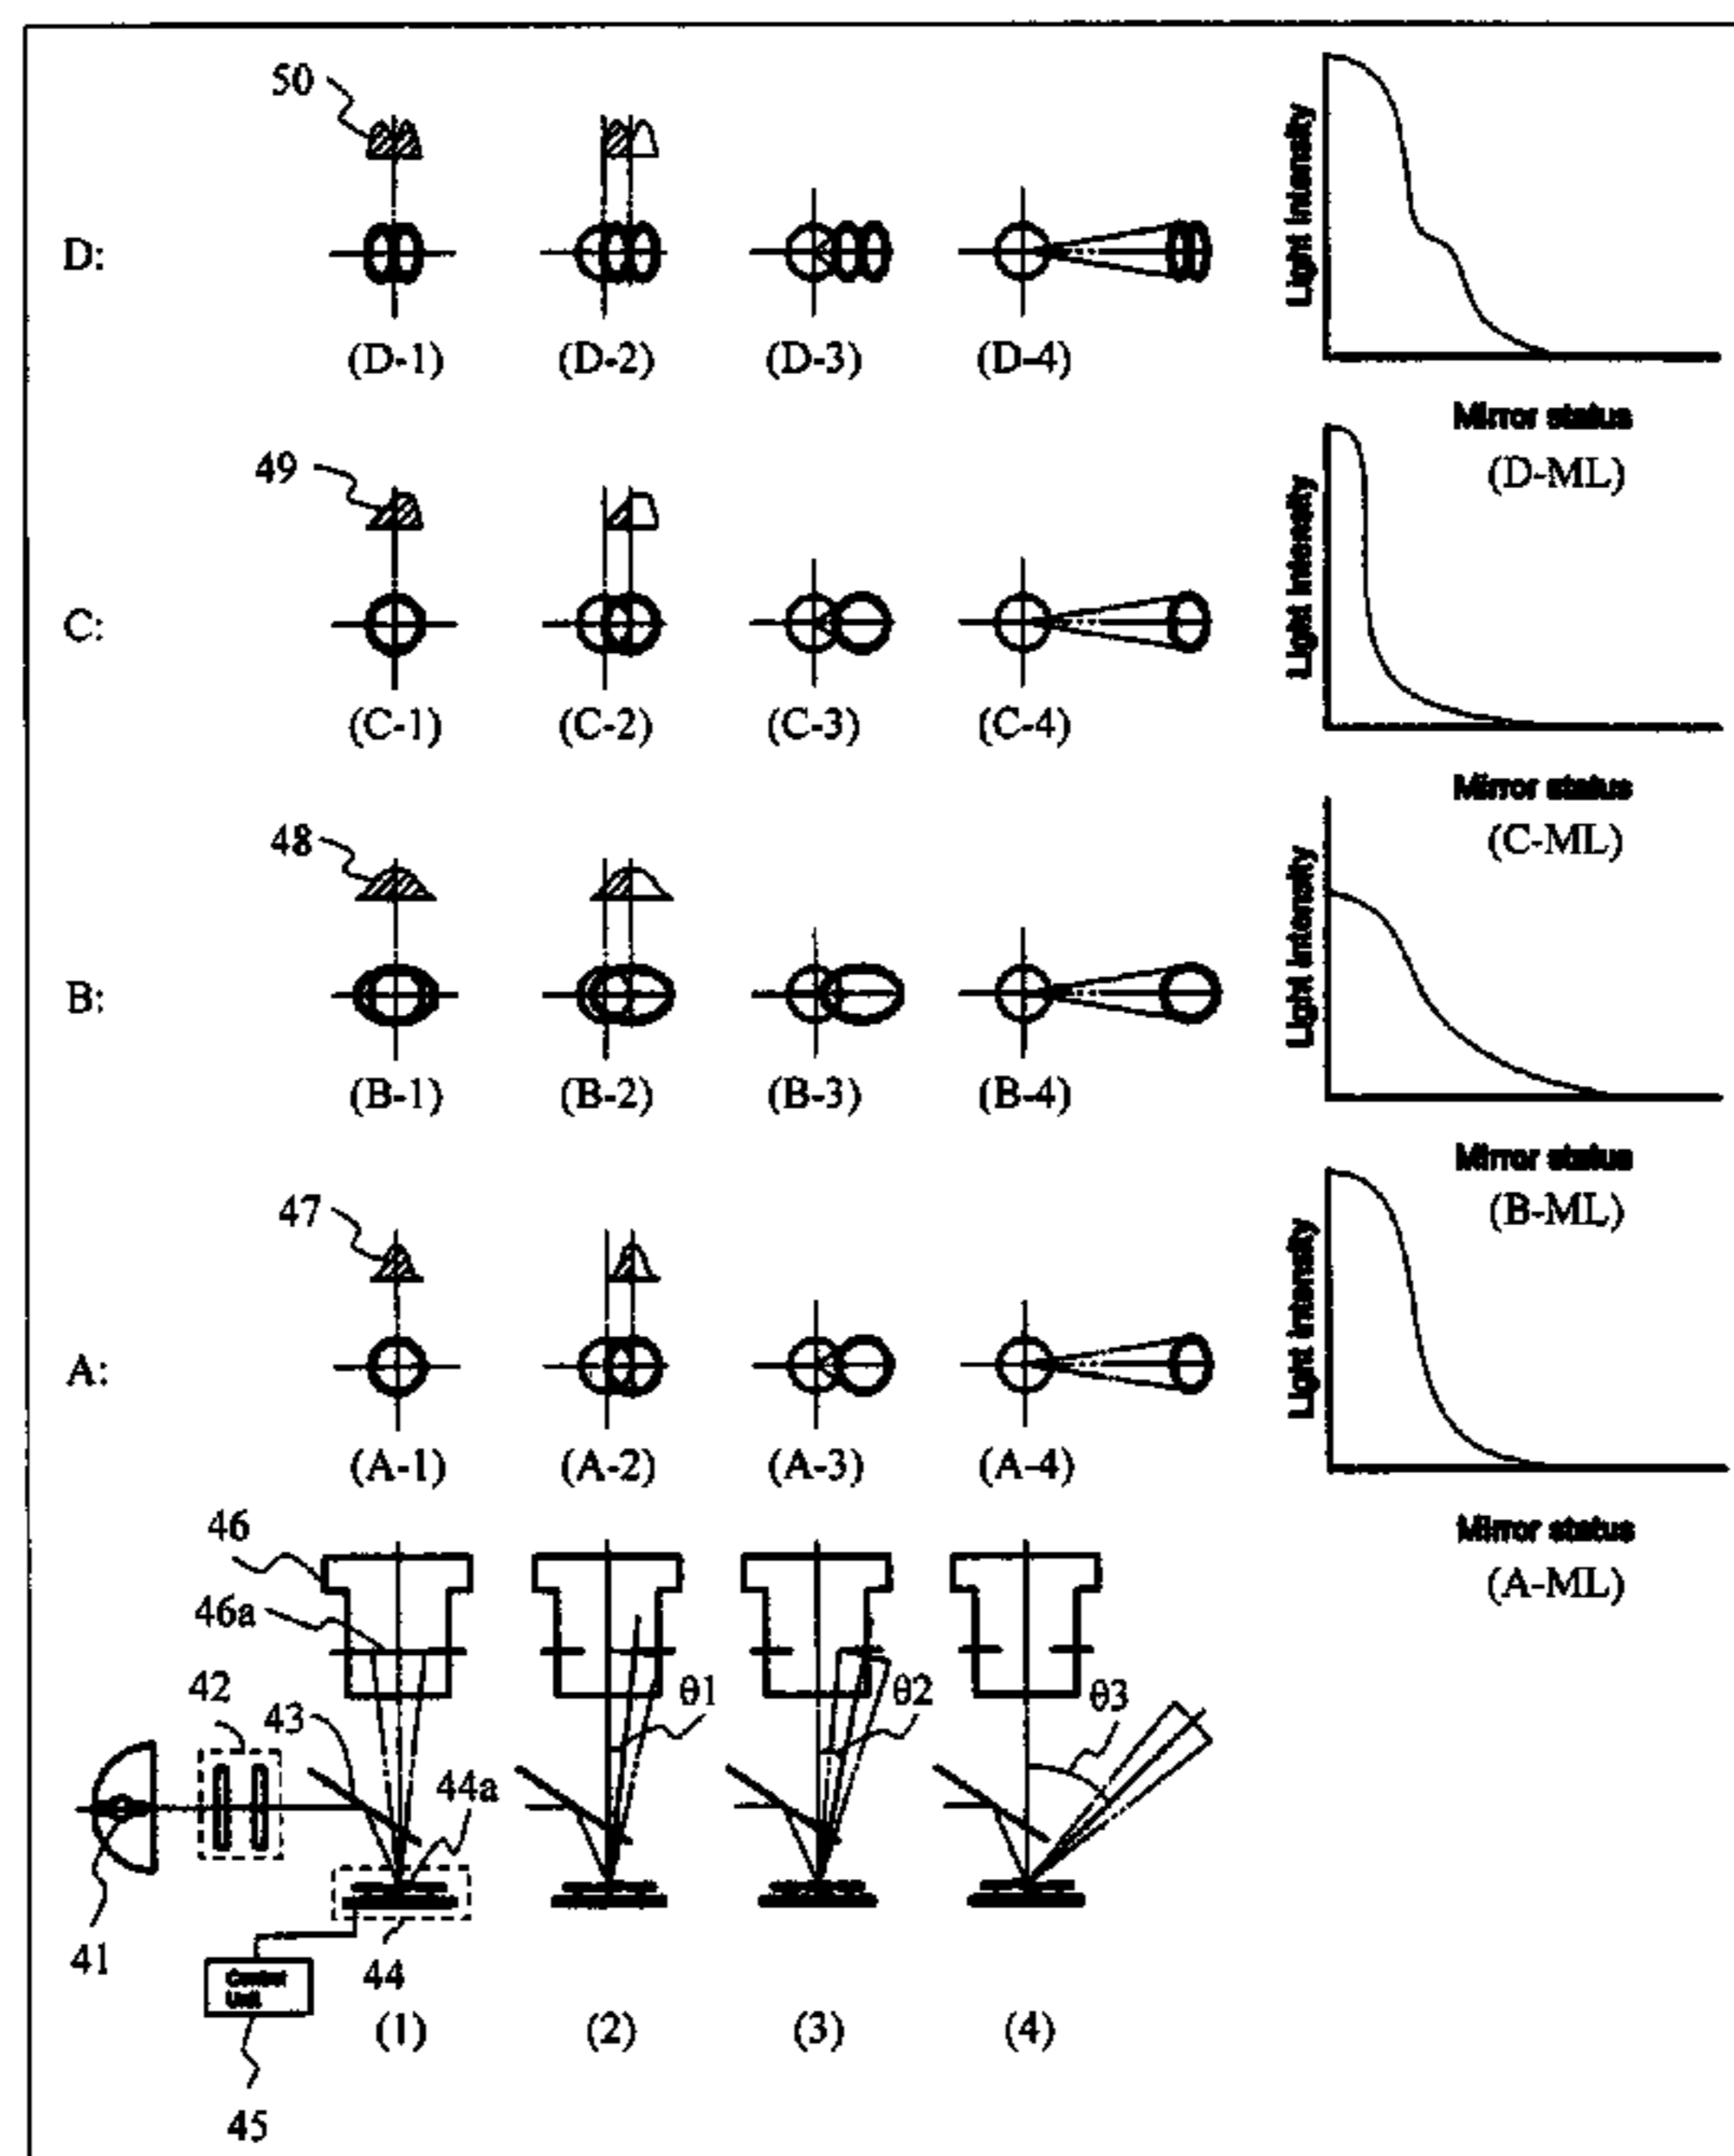 50
Light Intensity
D:
(D-1) (D-2) (D-3) (D-4)
Mirror status
(D-ML)
49
Light Intensity
C:
(C-1) (C-2) (C-3) (C-4)
Mirror status
(C-ML)
48
Light Intensity
B:
(B-1) (B-2) (B-3) (B-4)
Mirror status
(B-ML)
47
Light Intensity
A:
(A-1) (A-2) (A-3) (A-4)
Mirror status
(A-ML)
46
46a
42
43
44a
θ1
θ2
θ3
41
44
Control
Unit
45
(1) (2) (3) (4)